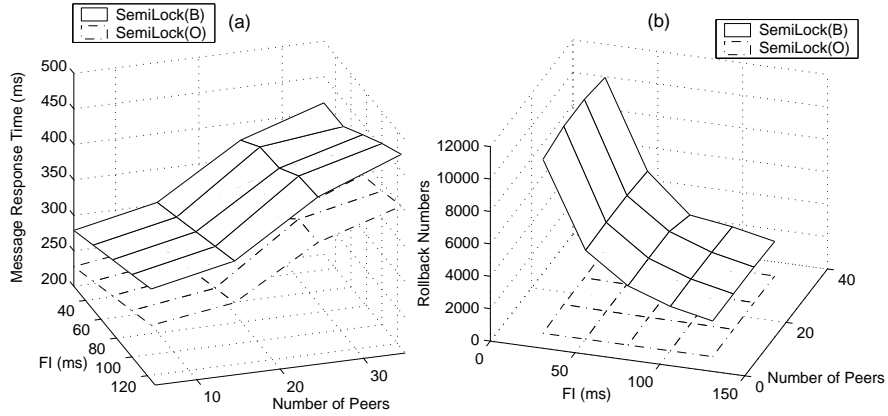 SemiLock(B)
SemiLock(O)
(a)
500
450
400
350
300
250
200
Message Response Time (ms)
40
60
80
100
120
FI (ms)
10
20
30
Number of Peers
(b)
SemiLock(B)
SemiLock(O)
12000
10000
8000
6000
4000
2000
0
Rollback Numbers
0
50
100
150
FI (ms)
0
20
40
Number of Peers